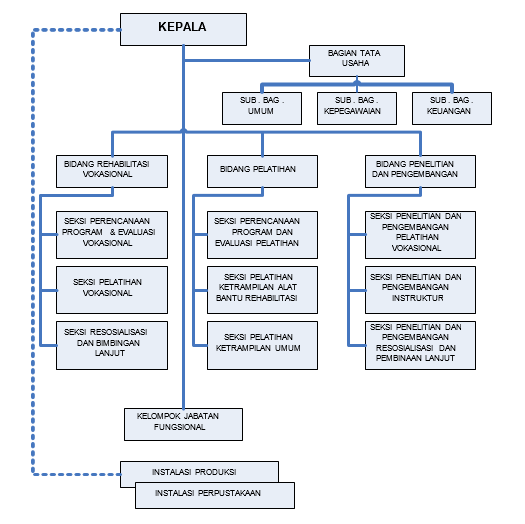 KEPALA
BAGIAN TATA
USAHA
SUB . BAG .
UMUM
SUB . BAG .
KEPEGAWAIAN
SUB . BAG .
KEUANGAN
BIDANG REHABILITASI
VOKASIONAL
BIDANG PELATIHAN
BIDANG PENELITIAN
DAN PENGEMBANGAN
SEKSI PERENCANAAN
PROGRAM & EVALUASI
VOKASIONAL
SEKSI PERENCANAAN
PROGRAM DAN
EVALUASI PELATIHAN
SEKSI PENELITIAN DAN
PENGEMBANGAN
PELATIHAN
VOKASIONAL
SEKSI PELATIHAN
VOKASIONAL
SEKSI PELATIHAN
KETRAMPILAN ALAT
BANTU REHABILITASI
SEKSI PENELITIAN DAN
PENGEMBANGAN
INSTRUKTUR
SEKSI RESOSIALISASI
DAN BIMBINGAN
LANJUT
SEKSI PELATIHAN
KETRAMPILAN UMUM
SEKSI PENELITIAN DAN
PENGEMBANGAN
RESOSIALISASI DAN
PEMBINAAN LANJUT
KELOMPOK JABATAN
FUNGSIONAL
INSTALASI PRODUKSI
INSTALASI PERPUSTAKAAN